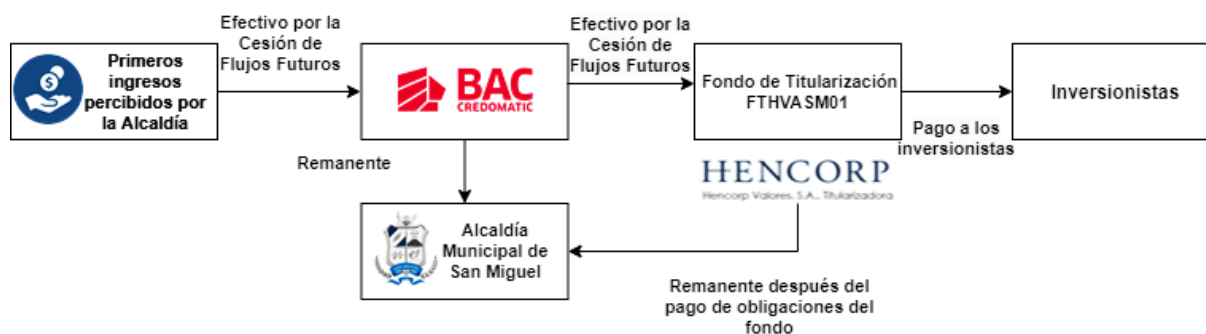 Primeros
ingresos
percibidos por
la Alcaldía
Efectivo por la
Cesión de
Flujos Futuros
BAC
CREDOMATIC
Efectivo por la
Cesión de
Flujos Futuros
Fondo de Titularización
FTHVASM01
Inversionistas
Pago a los
inversionistas
Remanente
HENCORP
Hencorp Valores, S.A., Titularizadora
Alcaldía
Municipal de
San Miguel
Remanente después del
pago de obligaciones del
fondo